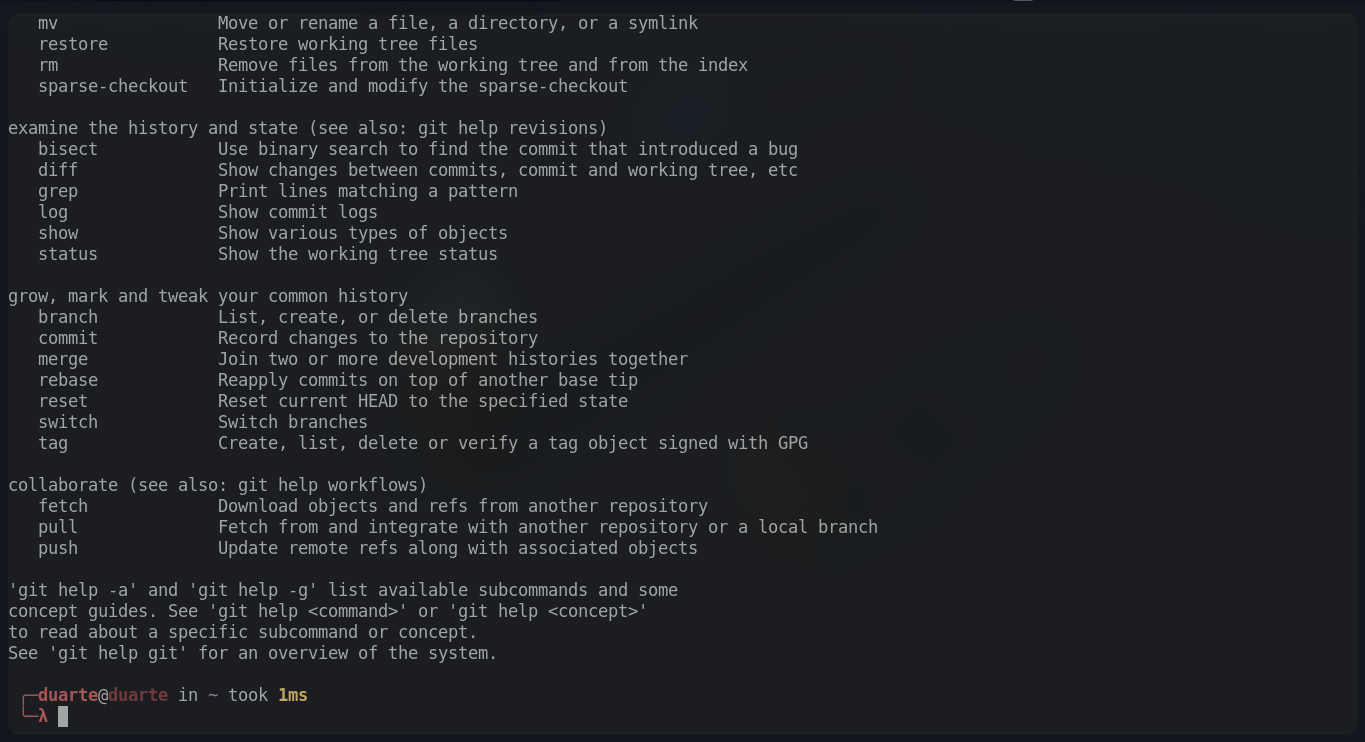 mv                Move or rename a file, a directory, or a symlink
restore           Restore working tree files
rm                Remove files from the working tree and from the index
sparse-checkout   Initialize and modify the sparse-checkout
examine the history and state (see also: git help revisions)
bisect            Use binary search to find the commit that introduced a bug
diff              Show changes between commits, commit and working tree, etc
grep              Print lines matching a pattern
log               Show commit logs
show              Show various types of objects
status            Show the working tree status
grow, mark and tweak your common history
branch            List, create, or delete branches
commit            Record changes to the repository
merge             Join two or more development histories together
rebase            Reapply commits on top of another base tip
reset             Reset current HEAD to the specified state
switch            Switch branches
tag               Create, list, delete or verify a tag object signed with GPG
collaborate (see also: git help workflows)
fetch             Download objects and refs from another repository
pull              Fetch from and integrate with another repository or a local branch
push              Update remote refs along with associated objects
'git help -a' and 'git help -g' list available subcommands and some
concept guides. See 'git help <command>' or 'git help <concept>'
to read about a specific subcommand or concept.
See 'git help git' for an overview of the system.
╭─duarte@duarte in ~ took 1ms
╰─λ